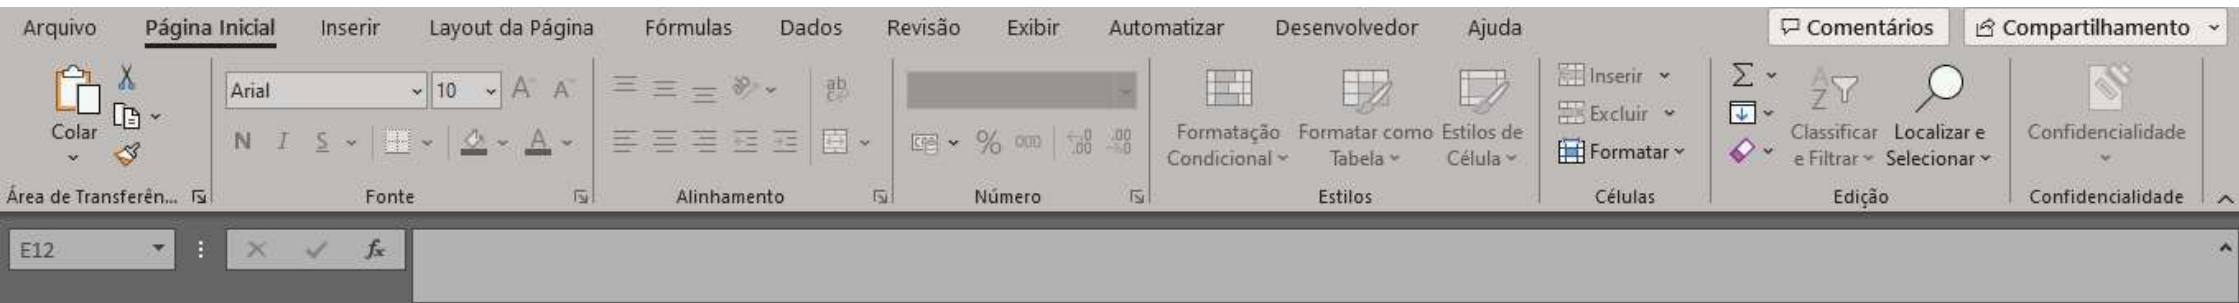 Arquivo Página Inicial Inserir Layout da Página Fórmulas Dados Revisão Exibir Automatizar Desenvolvedor Ajuda Comentários Compartilhamento
Colar
Área de Transferên...
Arial 10 A A
N I S A
Fonte
ab
Alinhamento
% 000 ,00
Número
Formatação Condicional
Formatar como Tabela
Estilos de Célula
Estilos
Inserir
Excluir
Formatar
Células
Σ
A Z
Classificar e Filtrar
Localizar e Selecionar
Edição
Confidencialidade
Confidencialidade
E12 fx